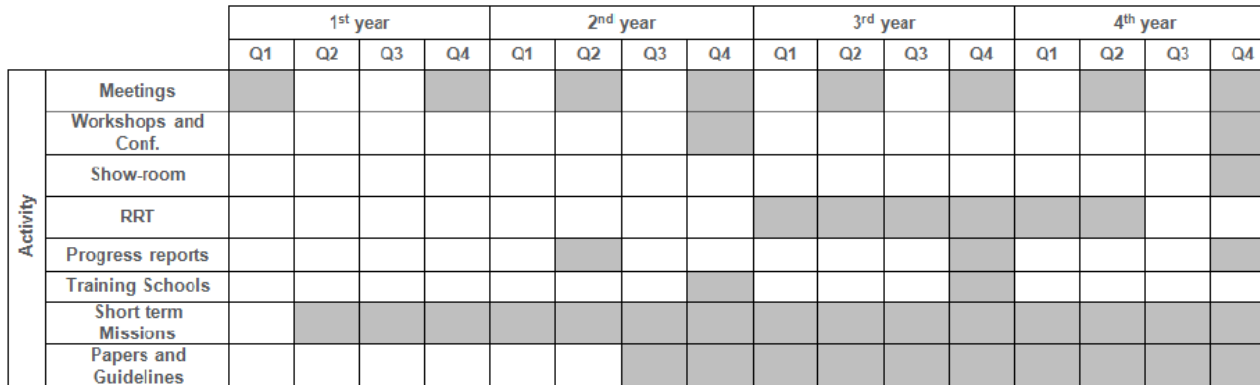 1st year 2nd year 3rd year 4th year
Q1 Q2 Q3 Q4 Q1 Q2 Q3 Q4 Q1 Q2 Q3 Q4 Q1 Q2 Q3 Q4
Activity
Meetings
Workshops and
Conf.
Show-room
RRT
Progress reports
Training Schools
Short term
Missions
Papers and
Guidelines